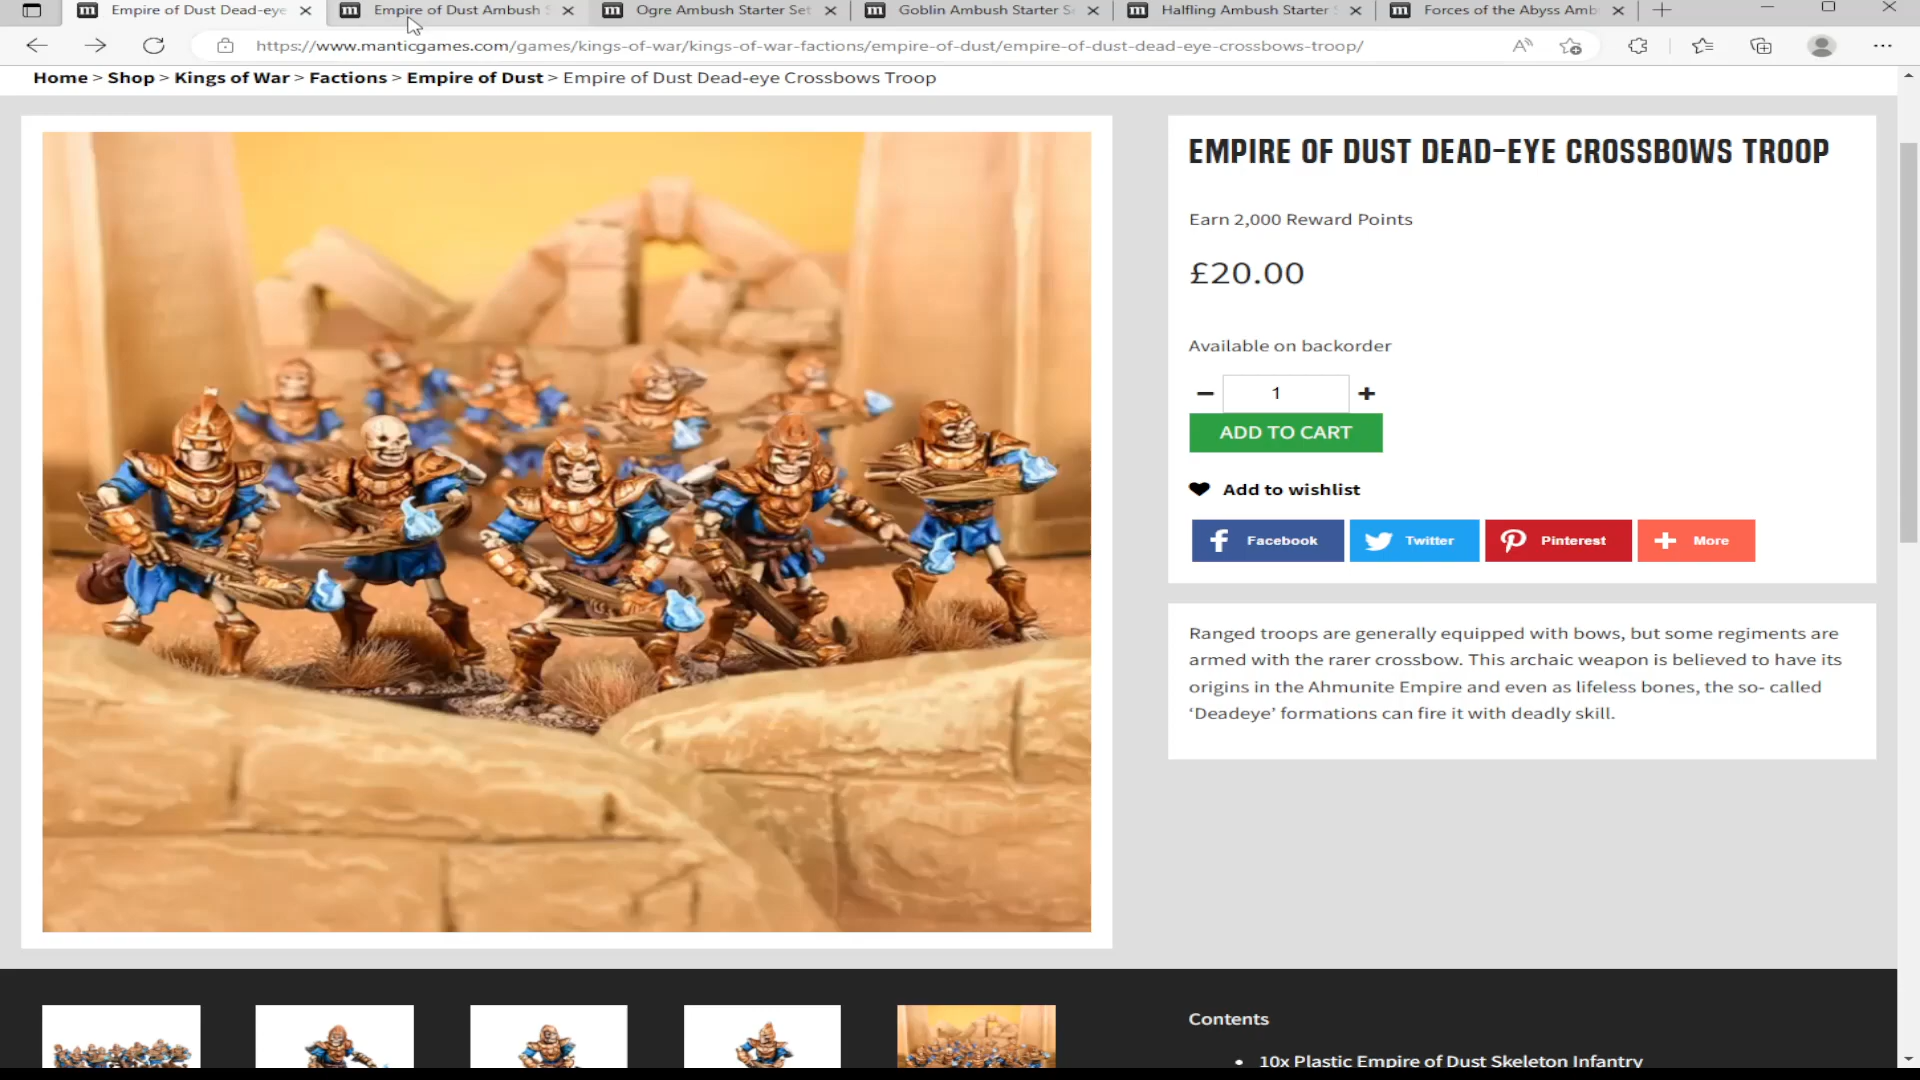 Empire of Dust Dead-eye
Empire of Dust Ambush S
Ogre Ambush Starter Set
Goblin Ambush Starter S
Halfling Ambush Starter
Forces of the Abyss Amb
https://www.manticgames.com/games/kings-of-war/kings-of-war-factions/empire-of-dust/empire-of-dust-dead-eye-crossbows-troop/
Home > Shop > Kings of War > Factions > Empire of Dust > Empire of Dust Dead-eye Crossbows Troop
EMPIRE OF DUST DEAD-EYE CROSSBOWS TROOP
Earn 2,000 Reward Points
£20.00
Available on backorder
− 1 +
ADD TO CART
Add to wishlist
Facebook Twitter Pinterest More
Ranged troops are generally equipped with bows, but some regiments are
armed with the rarer crossbow. This archaic weapon is believed to have its
origins in the Ahmunite Empire and even as lifeless bones, the so- called
‘Deadeye’ formations can fire it with deadly skill.
Contents
• 10x Plastic Empire of Dust Skeleton Infantry